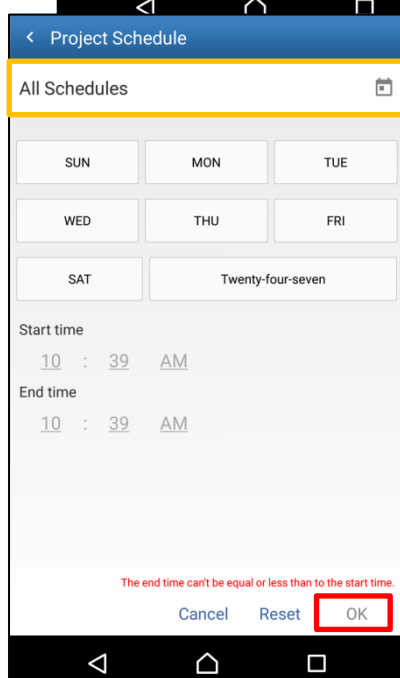 < Project Schedule
All Schedules
SUN MON TUE
WED THU FRI
SAT Twenty-four-seven
Start time
10 : 39 AM
End time
10 : 39 AM
The end time can't be equal or less than to the start time.
Cancel Reset OK